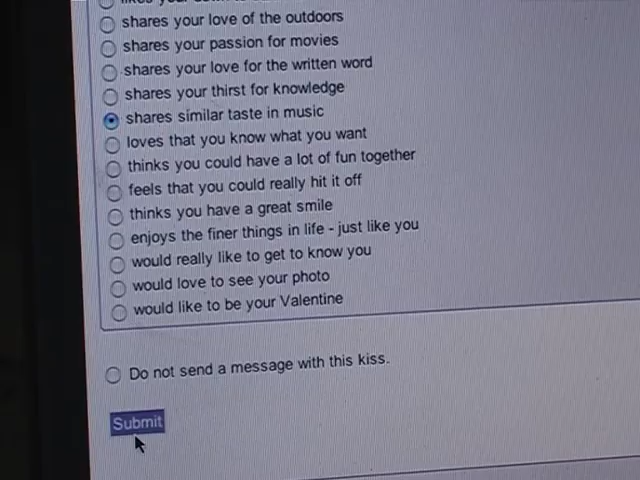 shares your love of the outdoors
shares your passion for movies
shares your love for the written word
shares your thirst for knowledge
shares similar taste in music
loves that you know what you want
thinks you could have a lot of fun together
feels that you could really hit it off
thinks you have a great smile
enjoys the finer things in life - just like you
would really like to get to know you
would love to see your photo
would like to be your Valentine
Do not send a message with this kiss.
Submit